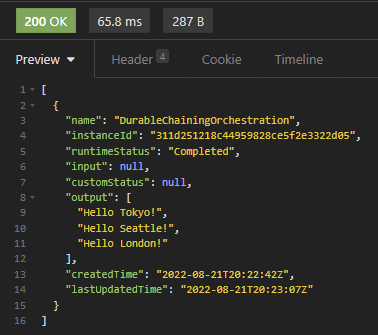 200 OK 65.8 ms 287 B
Preview Header 4 Cookie Timeline
1 [
2 {
3 "name": "DurableChainingOrchestration",
4 "instanceId": "311d251218c44959828ce5f2e3322d05",
5 "runtimeStatus": "Completed",
6 "input": null,
7 "customStatus": null,
8 "output": [
9 "Hello Tokyo!",
10 "Hello Seattle!",
11 "Hello London!"
12 ],
13 "createdTime": "2022-08-21T20:22:42Z",
14 "lastUpdatedTime": "2022-08-21T20:23:07Z"
15 }
16 ]